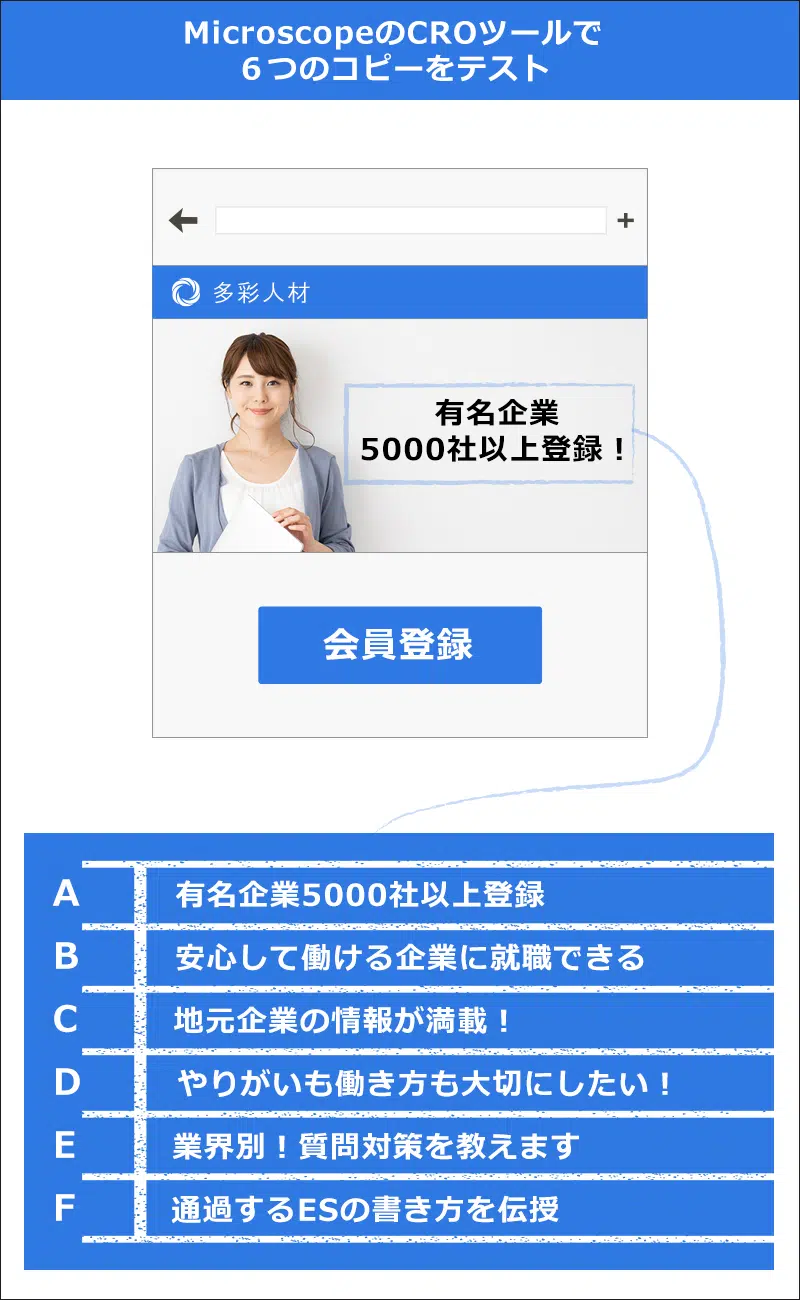 MicroscopeのCROツールで
６つのコピーをテスト
多彩人材
有名企業
5000社以上登録！
会員登録
A 有名企業5000社以上登録
B 安心して働ける企業に就職できる
C 地元企業の情報が満載！
D やりがいも働き方も大切にしたい！
E 業界別！質問対策を教えます
F 通過するESの書き方を伝授